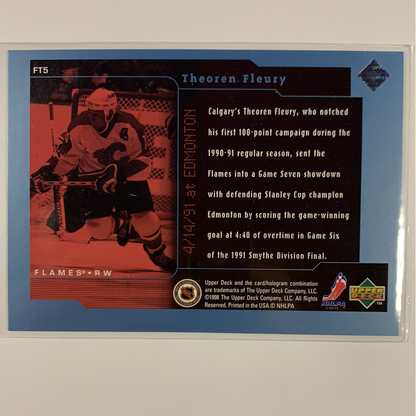 FT5
Theoren Fleury
UPPER
Calgary's Theoren Fleury, who notched
his first 100-point campaign during the
1990-91 regular season, sent the
Flames into a Game Seven showdown
with defending Stanley Cup champion
Edmonton by scoring the game-winning
goal at 4:40 of overtime in Game Six
of the 1991 Smythe Division Final.
4/14/91 at EDMONTON
FLAMES® • RW
Upper Deck and the card/hologram combination
are trademarks of The Upper Deck Company, LLC.
©1998 The Upper Deck Company, LLC. All Rights
Reserved. Printed in the USA.© NHLPA
NHLPA
UPPER
DECK
TM